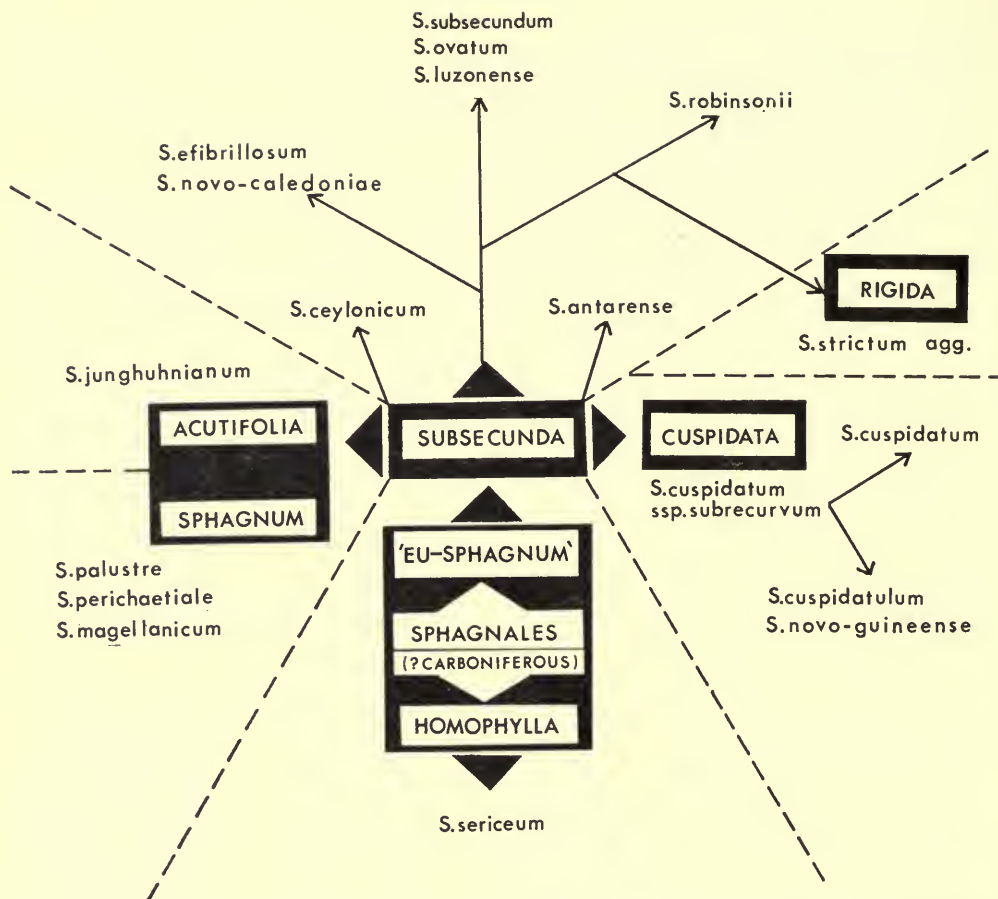 S.subsecundum
S.ovatum
S.luzonense
S.robinsonii
S.efibrillosum
S.novo-caledoniae
S.ceylonicum
S.antarense
RIGIDA
S.strictum agg.
S.junghuhnianum
ACUTIFOLIA
SPHAGNUM
S.palustre
S.perichaetiale
S.magellanicum
SUBSECUNDA
CUSPIDATA
S.cuspidatum
ssp.subrecurvum
S.cuspidatum
S.cuspidatulum
S.novo-guineense
'EU-SPHAGNUM'
SPHAGNALES
(?CARBONIFEROUS)
HOMOPHYLLA
S.sericeum